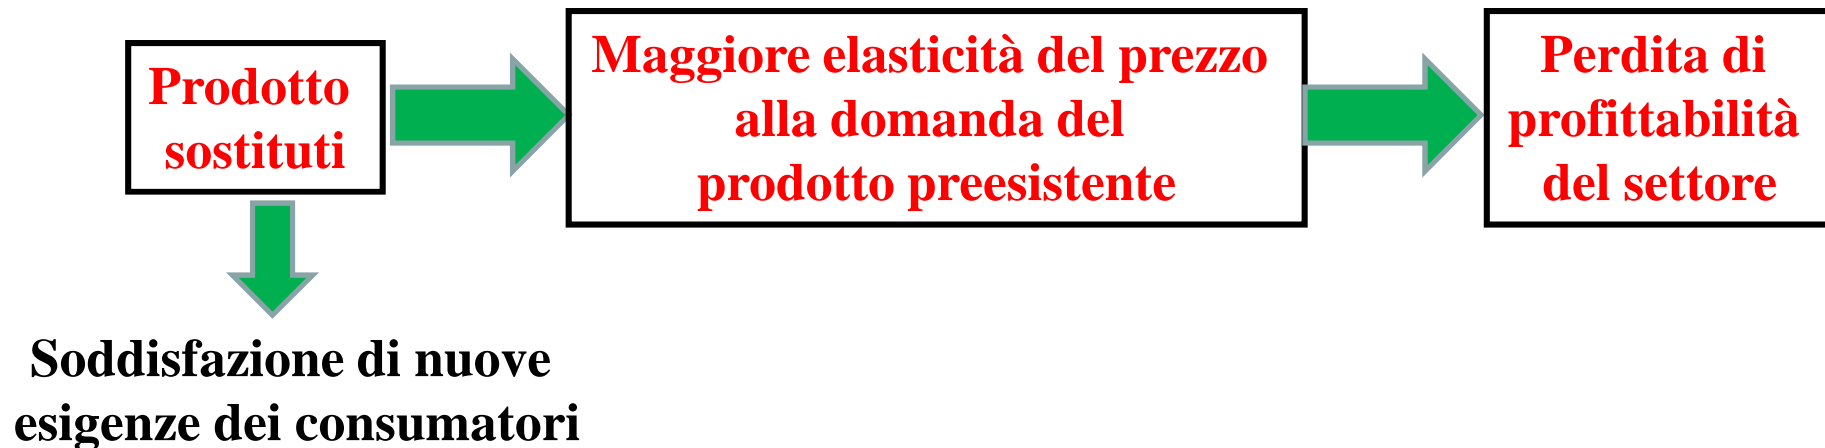 Prodotto
sostituti
Maggiore elasticità del prezzo
alla domanda del
prodotto preesistente
Perdita di
profittabilità
del settore
Soddisfazione di nuove
esigenze dei consumatori